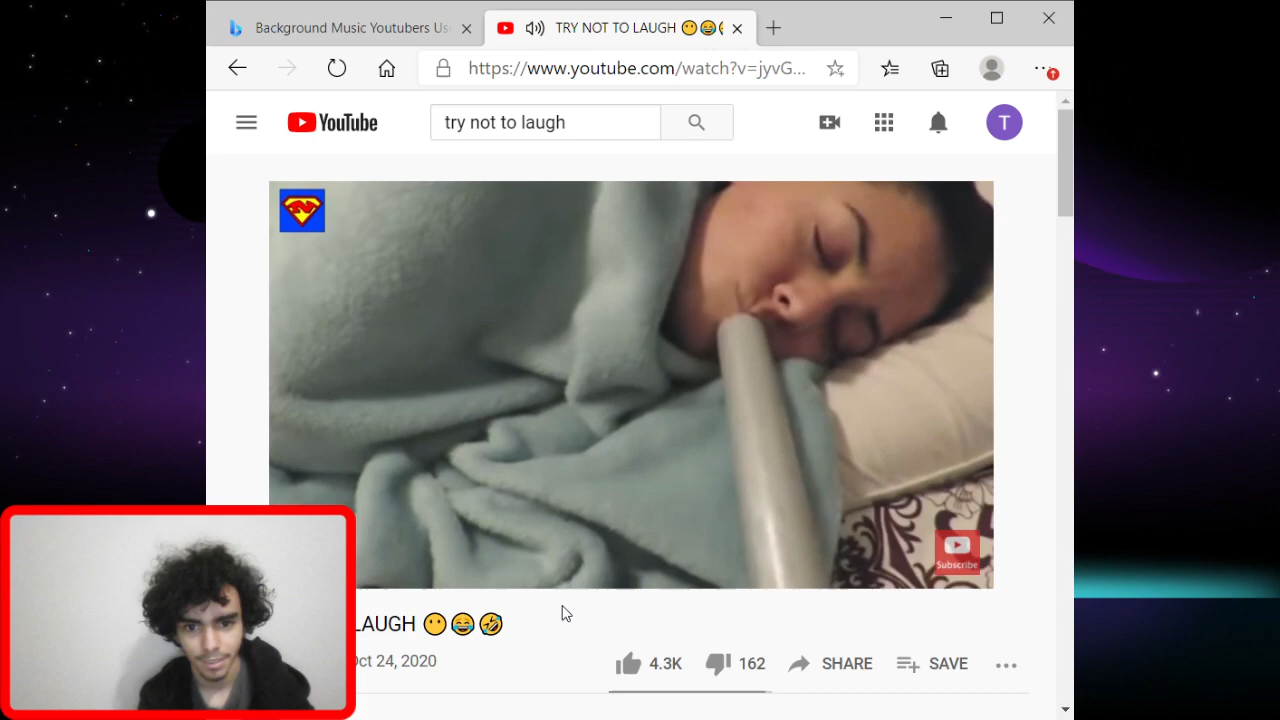 Background Music Youtubers Us
TRY NOT TO LAUGH 😶😂
https://www.youtube.com/watch?v=jyvG...
YouTube
try not to laugh
T
N
Subscribe
LAUGH 😶😂🤣
Oct 24, 2020
4.3K
162
SHARE
SAVE